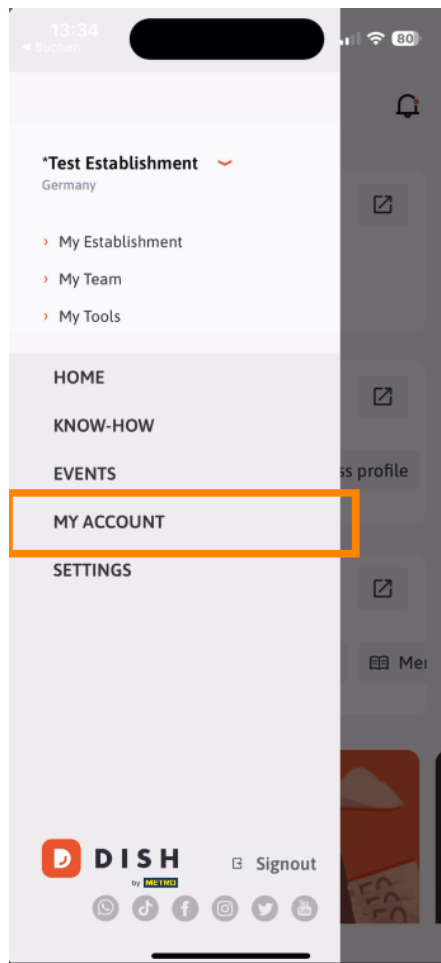 13:34
80
◂ Suchen
*Test Establishment
Germany
My Establishment
My Team
My Tools
HOME
KNOW-HOW
EVENTS
ss profile
MY ACCOUNT
SETTINGS
Me
DISH
by METRO
Signout